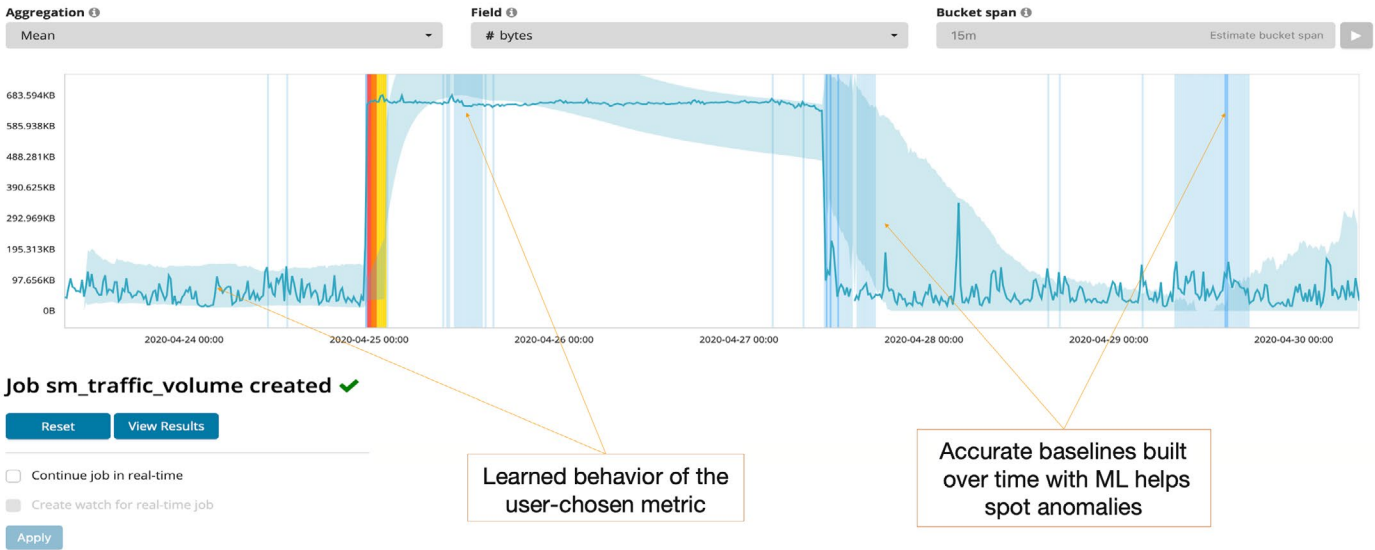 Aggregation
Field
Bucket span
Mean
# bytes
15m
Estimate bucket span
683.594KB
585.938KB
488.281KB
390.625KB
292.969KB
195.313KB
97.656KB
0B
2020-04-24 00:00
2020-04-25 00:00
2020-04-26 00:00
2020-04-27 00:00
2020-04-28 00:00
2020-04-29 00:00
2020-04-30 00:00
Job sm_traffic_volume created
Reset
View Results
Continue job in real-time
Create watch for real-time job
Apply
Learned behavior of the
user-chosen metric
Accurate baselines built
over time with ML helps
spot anomalies